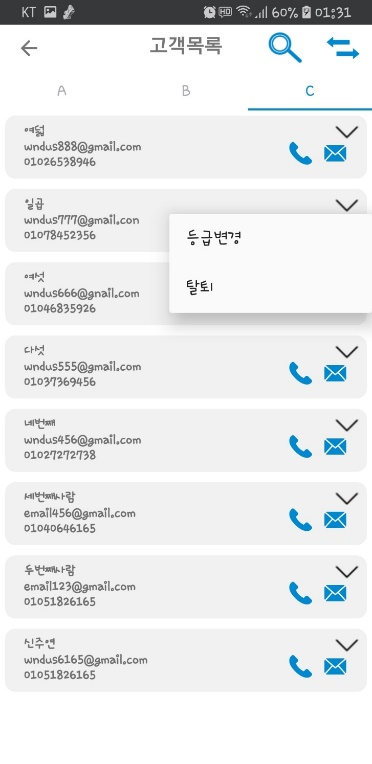 KT HD 60% 01:31
고객목록
A B C
여덟
wndus888@gmail.com
01026538946
일곱
wndus777@gmail.con
01078452356
등급변경
여섯
wndus666@gnail.com
01046835926
탈퇴
다섯
wndus555@gmail.com
01037369456
네번째
wndus456@gmail.com
01027272738
세번째사람
email456@gmail.com
01040646165
두번째사람
email123@gmail.com
01051826165
신주연
wndus6165@gmail.com
01051826165